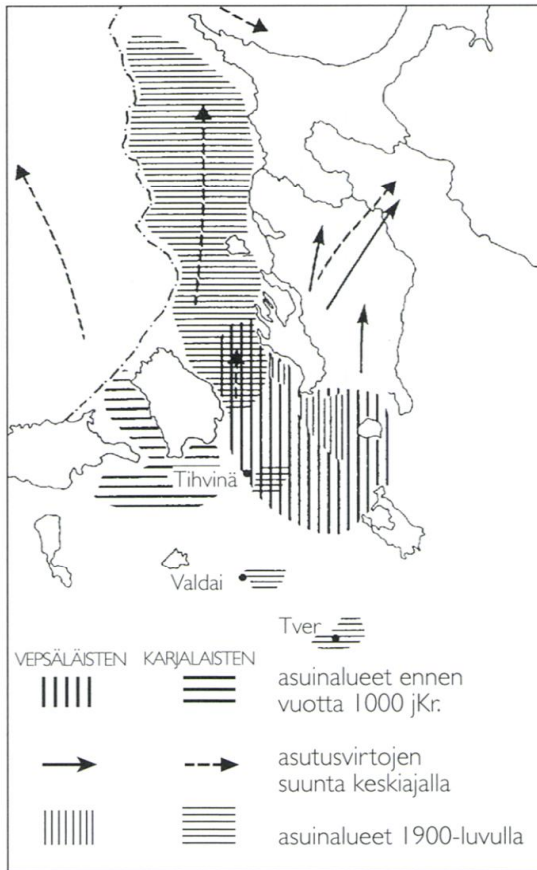 Tihvinä
Valdai
Tver
VEPSÄLÄISTEN KARJALAISTEN
asuinalueet ennen
vuotta 1000 jKr.
asutusvirtojen
suunta keskiajalla
asuinalueet 1900-luvulla